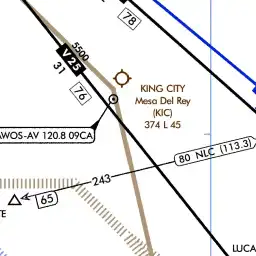 78
5500
V25
31
76
KING CITY
Mesa Del Rey
(KIC)
374 L 45
AWOS-AV 120.8 09CA
80 NLC (113.3)
243
65
TE
LUCA